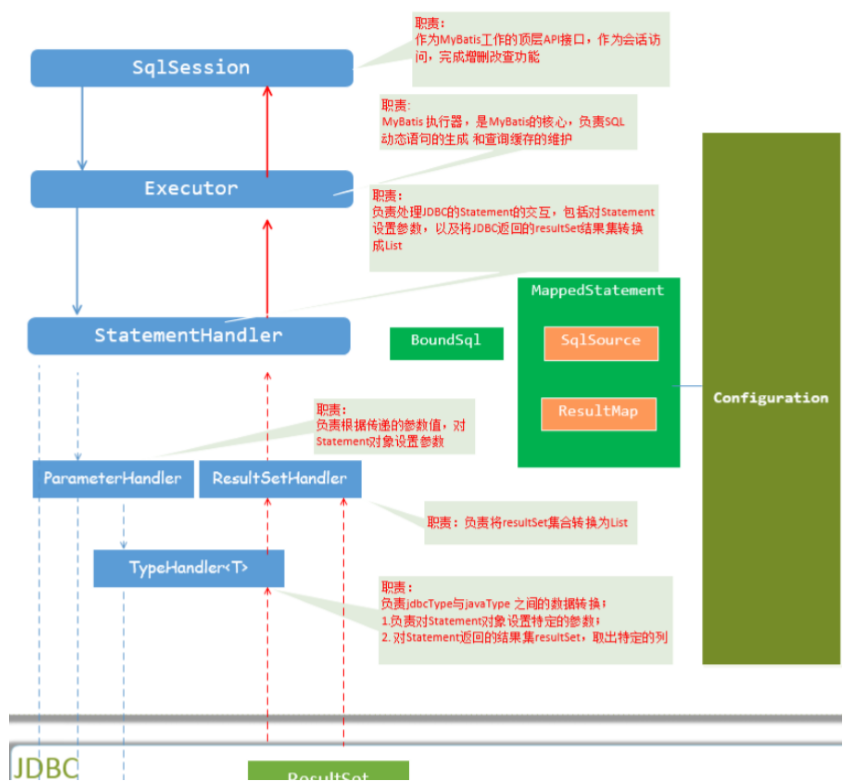 职责：
作为MyBatis工作的顶层API接口，作为会话访
问，完成增删改查功能
SqlSession
职责:
MyBatis 执行器，是MyBatis的核心，负责SQL
动态语句的生成 和查询缓存的维护
Executor
职责：
负责处理JDBC的Statement的交互，包括对Statement
设置参数，以及将JDBC返回的resultSet结果集转换
成List
MappedStatement
StatementHandler
BoundSql
SqlSource
Configuration
ResultMap
职责：
负责根据传递的参数值，对
Statement对象设置参数
ParameterHandler
ResultSetHandler
职责：负责将resultSet集合转换为List
TypeHandler<T>
职责：
负责jdbcType与javaType 之间的数据转换；
1.负责对Statement对象设置特定的参数；
2. 对Statement返回的结果集resultSet，取出特定的列
JDBC
ResultSet